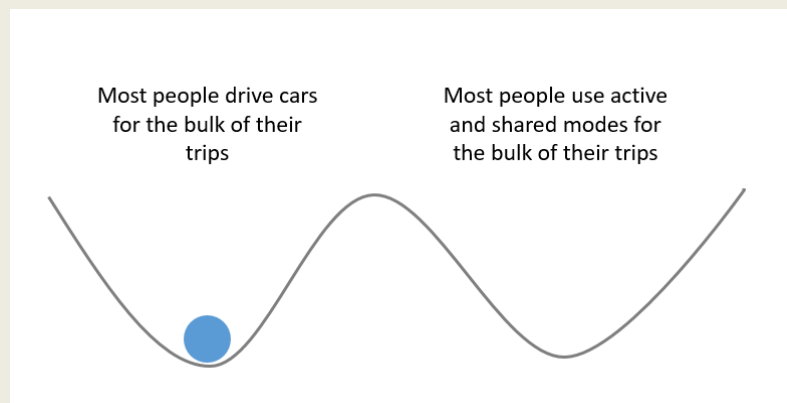 Most people drive cars
for the bulk of their
trips
Most people use active
and shared modes for
the bulk of their trips